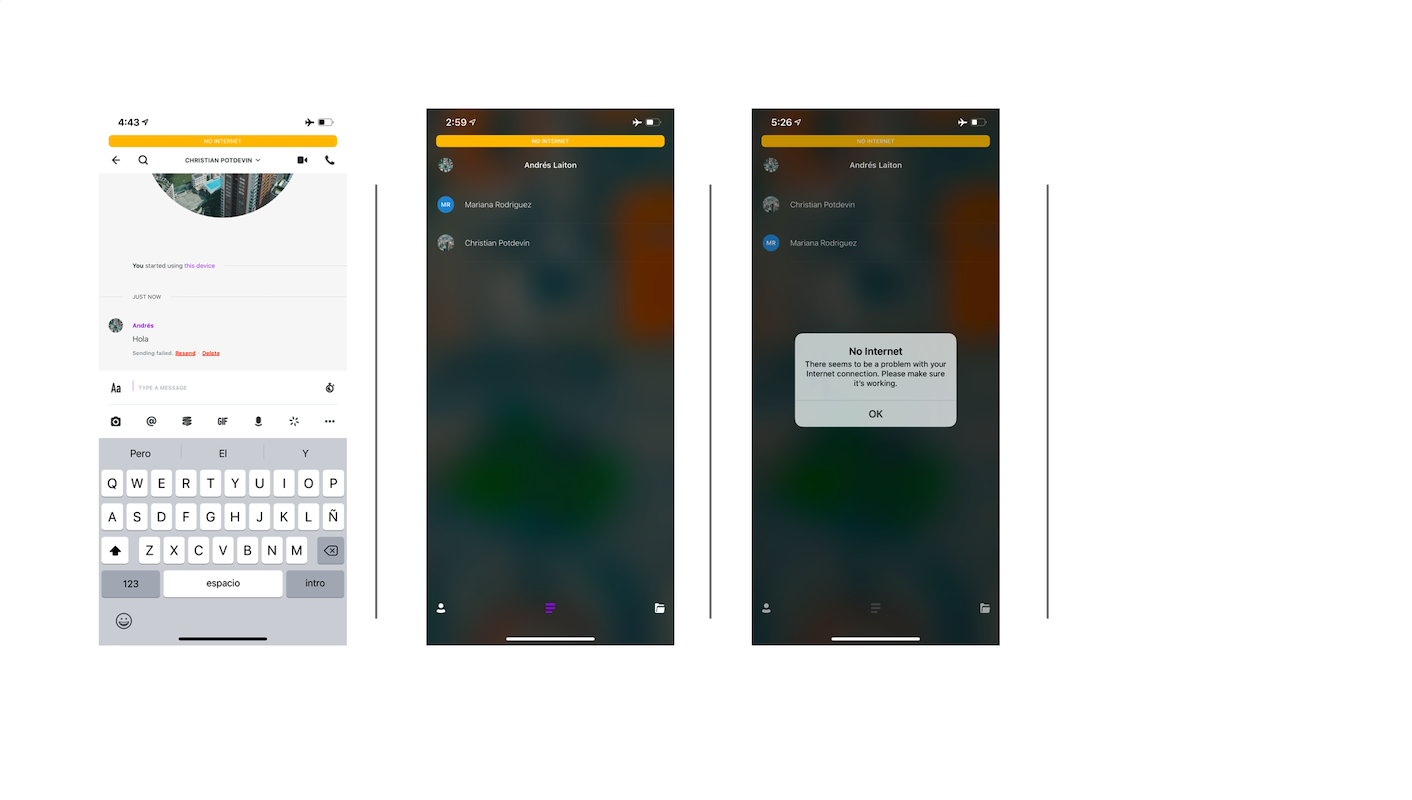 4:43
NO INTERNET
CHRISTIAN POTDEVIN
You started using this device
JUST NOW
Andrés
Hola
Sending failed. Resend · Delete
Aa TYPE A MESSAGE
@ GIF
Pero El Y
Q W E R T Y U I O P
A S D F G H J K L Ñ
Z X C V B N M
123 espacio intro
2:59
NO INTERNET
Andrés Laiton
MR Mariana Rodriguez
Christian Potdevin
5:26
NO INTERNET
Andrés Laiton
Christian Potdevin
MR Mariana Rodriguez
No Internet
There seems to be a problem with your
Internet connection. Please make sure
it's working.
OK